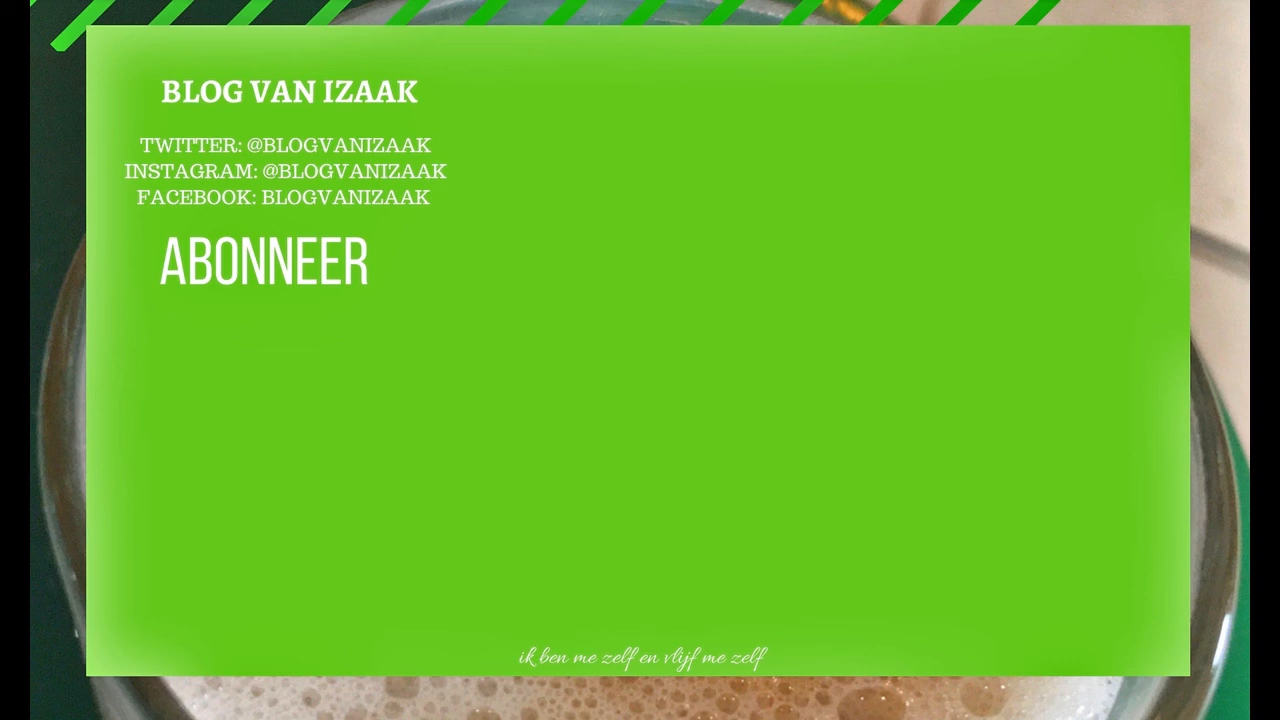 BLOG VAN IZAAK
TWITTER: @BLOGVANIZAAK
INSTAGRAM: @BLOGVANIZAAK
FACEBOOK: BLOGVANIZAAK
ABONNEER
ik ben me zelf en vlijf me zelf